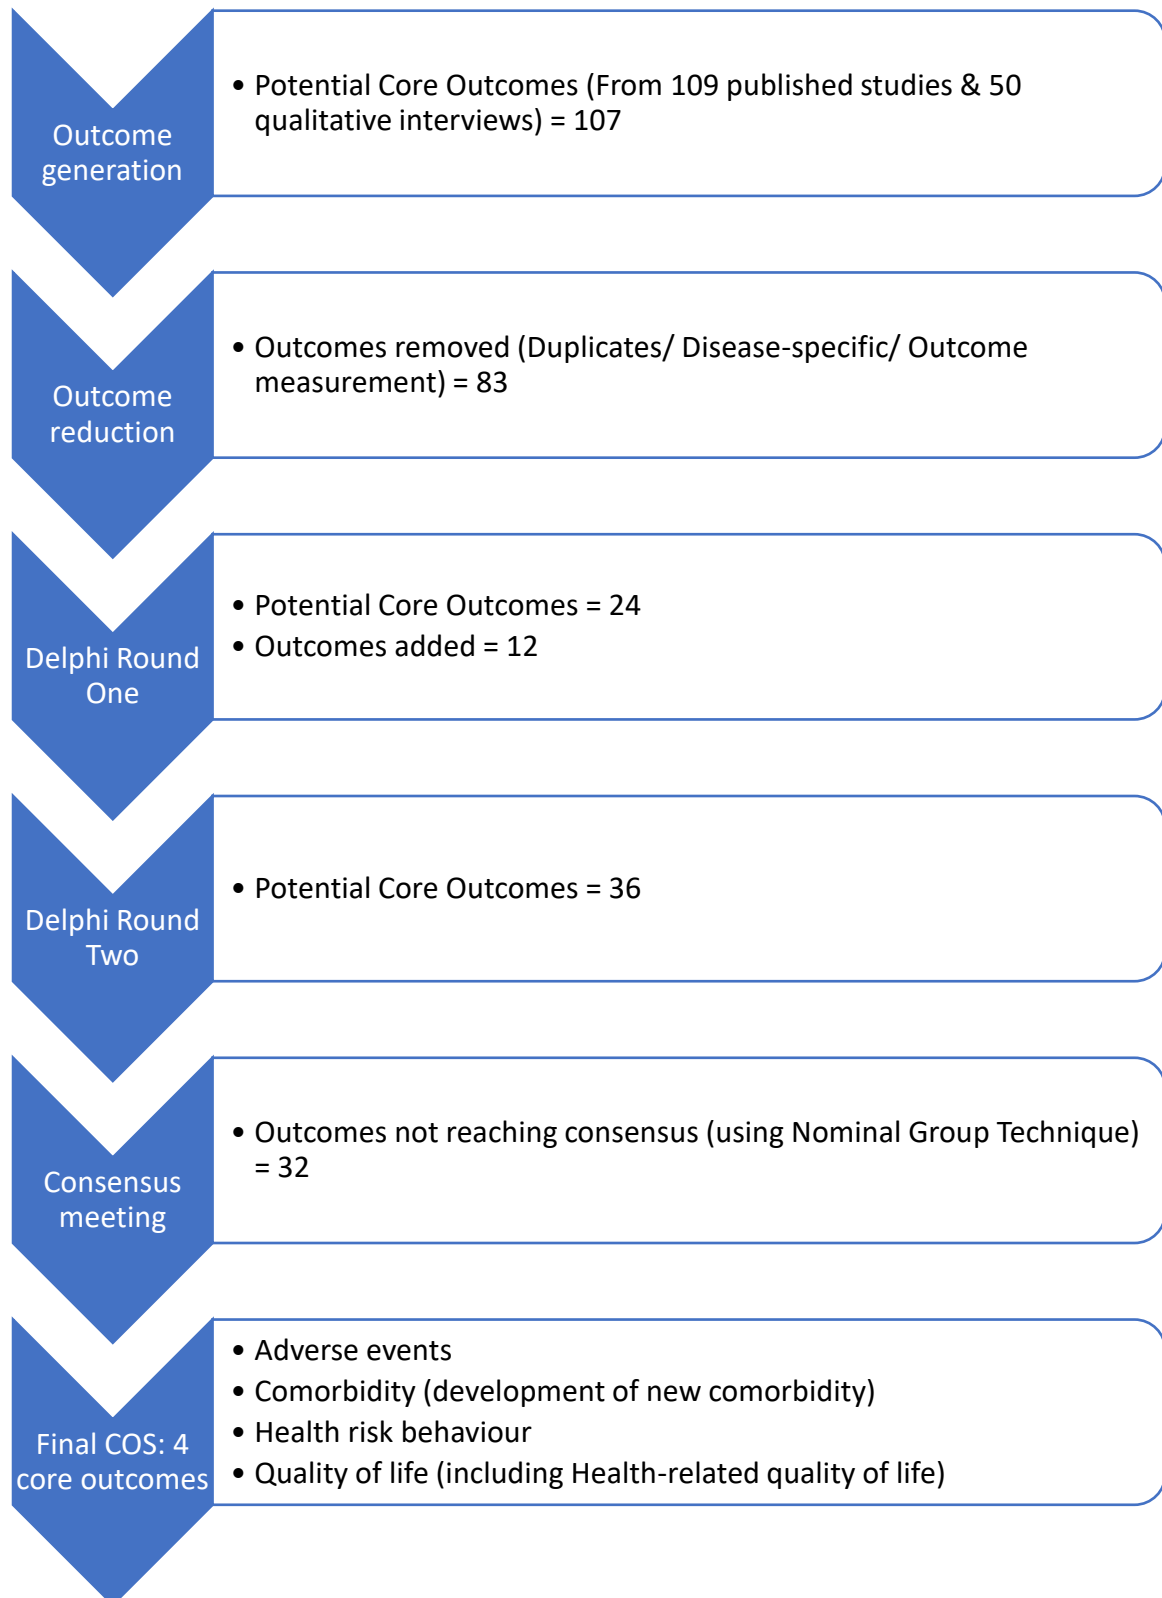 Outcome
generation
• Potential Core Outcomes (From 109 published studies & 50
qualitative interviews) = 107
Outcome
reduction
• Outcomes removed (Duplicates/ Disease-specific/ Outcome
measurement) = 83
Delphi Round
One
• Potential Core Outcomes = 24
• Outcomes added = 12
Delphi Round
Two
• Potential Core Outcomes = 36
Consensus
meeting
• Outcomes not reaching consensus (using Nominal Group Technique)
= 32
Final COS: 4
core outcomes
• Adverse events
• Comorbidity (development of new comorbidity)
• Health risk behaviour
• Quality of life (including Health-related quality of life)